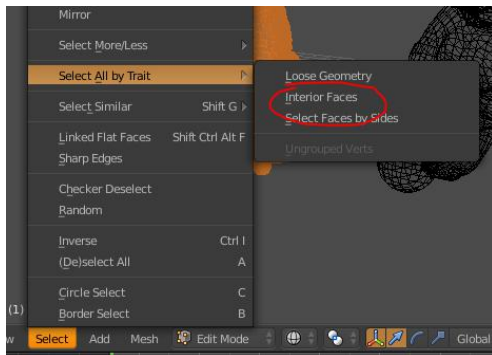 Mirror
Select More/Less
Select All by Trait
Loose Geometry
Interior Faces
Select Similar Shift G
Select Faces by Sides
Linked Flat Faces Shift Ctrl Alt F
Ungrouped Verts
Sharp Edges
Checker Deselect
Random
Inverse Ctrl I
(De)select All A
Circle Select C
(1)
Border Select B
w Select Add Mesh Edit Mode Global